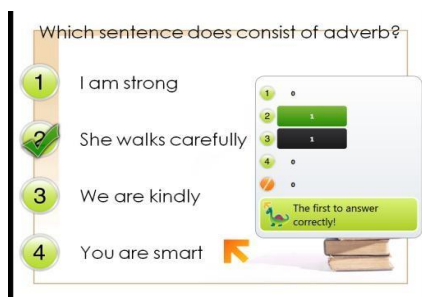 Which sentence does consist of adverb?
1 I am strong
2 She walks carefully
3 We are kindly
4 You are smart
1 0
2 1
3 1
4 0
0
The first to answer
correctly!